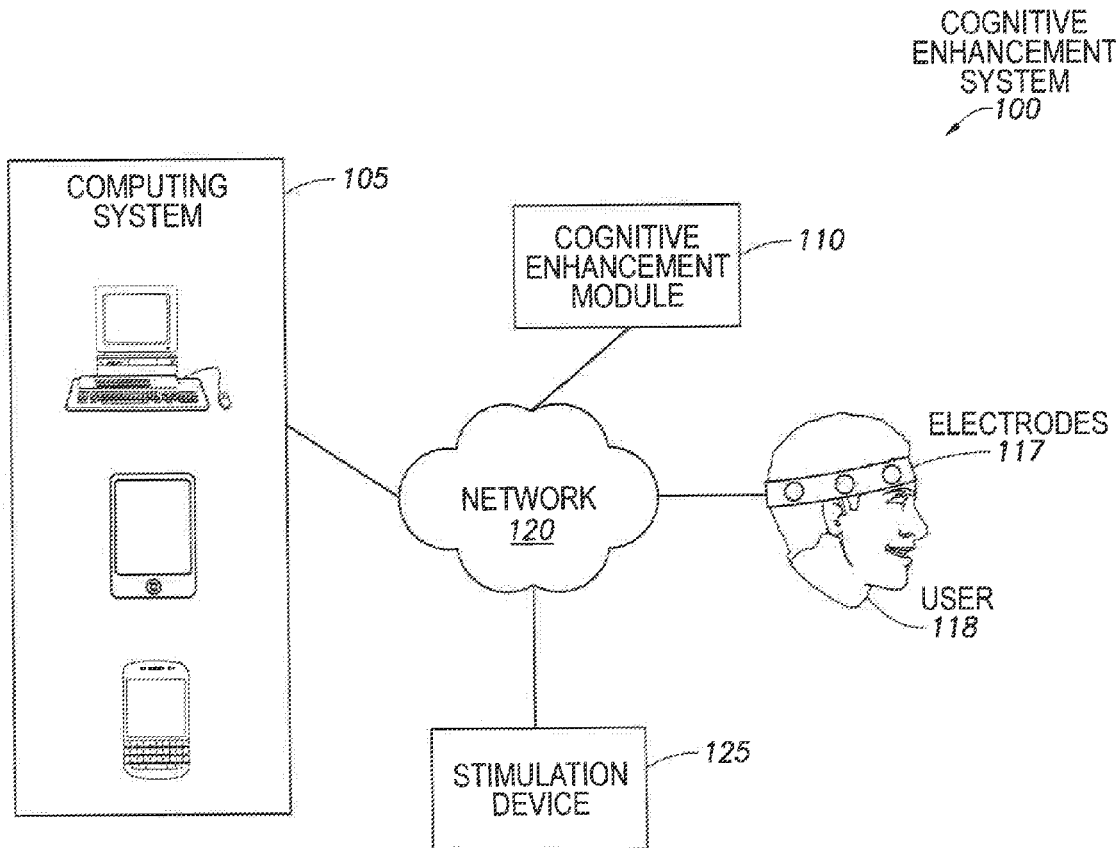 COGNITIVE
ENHANCEMENT
SYSTEM
100
COMPUTING
SYSTEM
105
COGNITIVE
ENHANCEMENT
MODULE
110
ELECTRODES
117
NETWORK
120
USER
118
STIMULATION
DEVICE
125